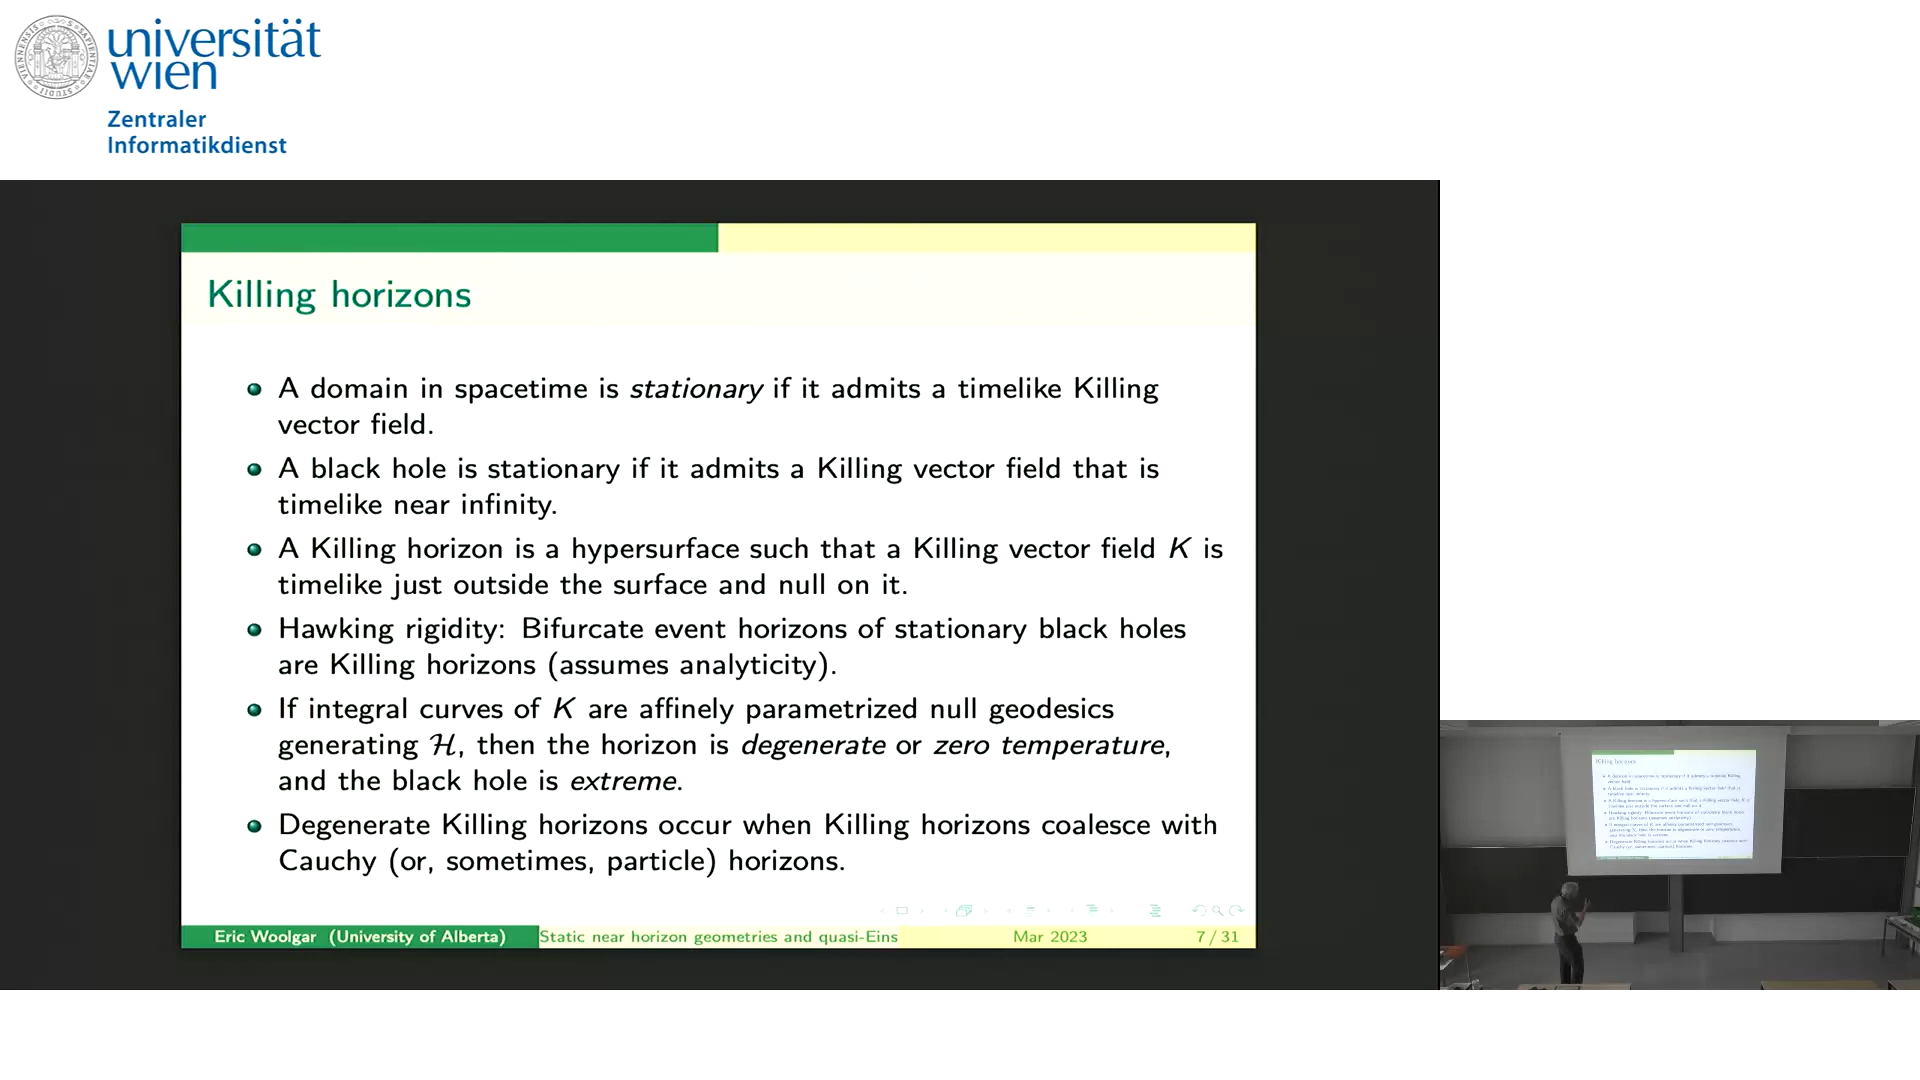 universität
wien
Zentraler
Informatikdienst
Killing horizons
A domain in spacetime is stationary if it admits a timelike Killing
vector field.
A black hole is stationary if it admits a Killing vector field that is
timelike near infinity.
A Killing horizon is a hypersurface such that a Killing vector field K is
timelike just outside the surface and null on it.
Hawking rigidity: Bifurcate event horizons of stationary black holes
are Killing horizons (assumes analyticity).
If integral curves of K are affinely parametrized null geodesics
generating ℋ, then the horizon is degenerate or zero temperature,
and the black hole is extreme.
Degenerate Killing horizons occur when Killing horizons coalesce with
Cauchy (or, sometimes, particle) horizons.
Eric Woolgar (University of Alberta)
Static near horizon geometries and quasi-Eins
Mar 2023
7 / 31
Killing horizons